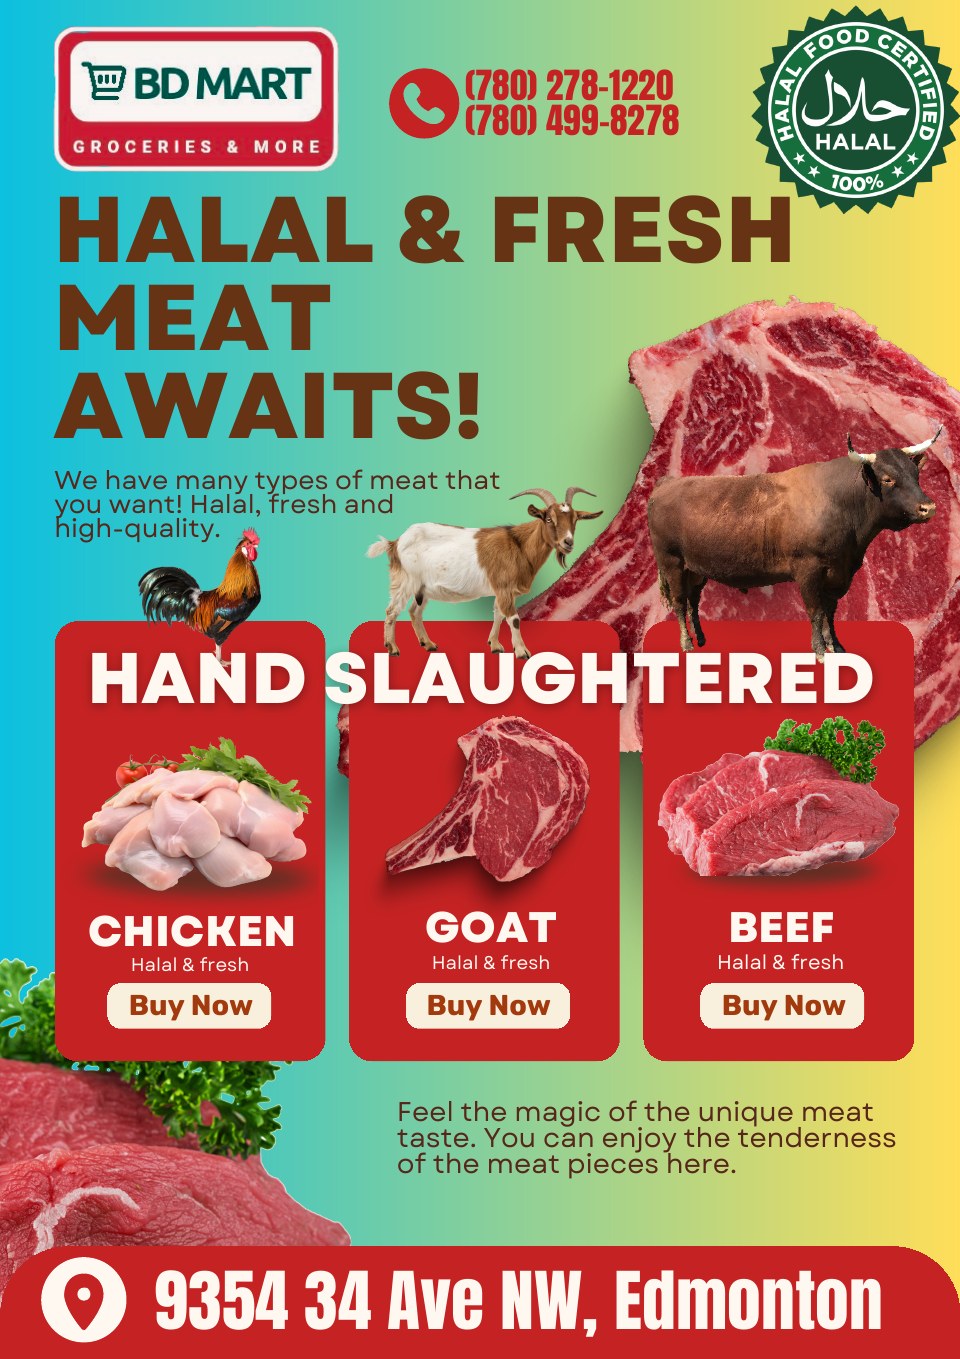 BD MART
GROCERIES & MORE
(780) 278-1220
(780) 499-8278
HALAL FOOD CERTIFIED
حلال
HALAL
100%
HALAL & FRESH
MEAT
AWAITS!
We have many types of meat that
you want! Halal, fresh and
high-quality.
HAND SLAUGHTERED
CHICKEN
Halal & fresh
Buy Now
GOAT
Halal & fresh
Buy Now
BEEF
Halal & fresh
Buy Now
Feel the magic of the unique meat
taste. You can enjoy the tenderness
of the meat pieces here.
9354 34 Ave NW, Edmonton